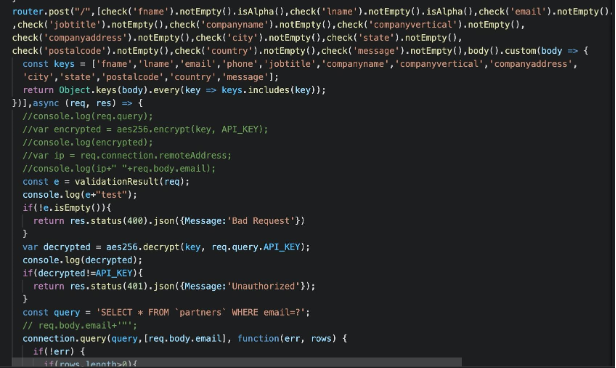 router.post("/",[check('fname').notEmpty().isAlpha(),check('lname').notEmpty().isAlpha(),check('email').notEmpty().
,check('jobtitle').notEmpty(),check('companyname').notEmpty(),check('companyvertical').notEmpty(),
check('companyaddress').notEmpty(),check('city').notEmpty(),check('state').notEmpty(),
check('postalcode').notEmpty(),check('country').notEmpty(),check('message').notEmpty(),body().custom(body => {
const keys = ['fname','lname','email','phone','jobtitle','companyname','companyvertical','companyaddress',
'city','state','postalcode','country','message'];
return Object.keys(body).every(key => keys.includes(key));
})],async (req, res) => {
//console.log(req.query);
//var encrypted = aes256.encrypt(key, API_KEY);
//console.log(encrypted);
//var ip = req.connection.remoteAddress;
//console.log(ip+" "+req.body.email);
const e = validationResult(req);
console.log(e+"test");
if(!e.isEmpty()){
return res.status(400).json({Message:'Bad Request'})
}
var decrypted = aes256.decrypt(key, req.query.API_KEY);
console.log(decrypted);
if(decrypted!=API_KEY){
return res.status(401).json({Message:'Unauthorized'});
}
const query = 'SELECT * FROM `partners` WHERE email=?';
// req.body.email+'"';
connection.query(query,[req.body.email], function(err, rows) {
if(!err) {
if(rows.length>0){